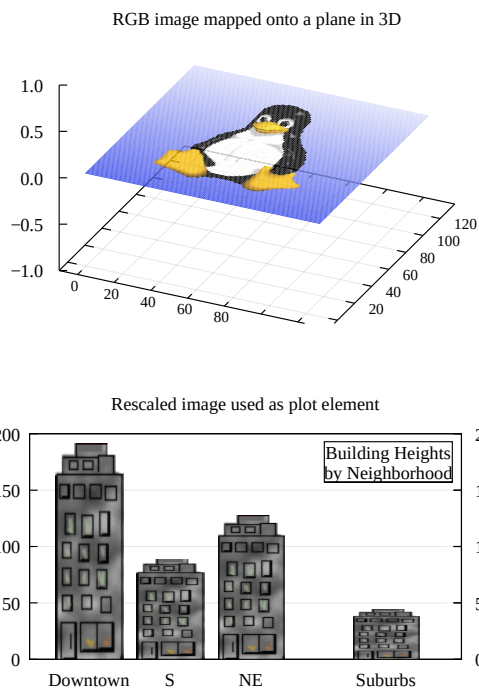 RGB image mapped onto a plane in 3D
1.0
0.5
0.0
−0.5
−1.0
0 20 40 60 80
20
40
60
80
100
120
Rescaled image used as plot element
200
150
100
50
0
Building Heights
by Neighborhood
Downtown S NE Suburbs